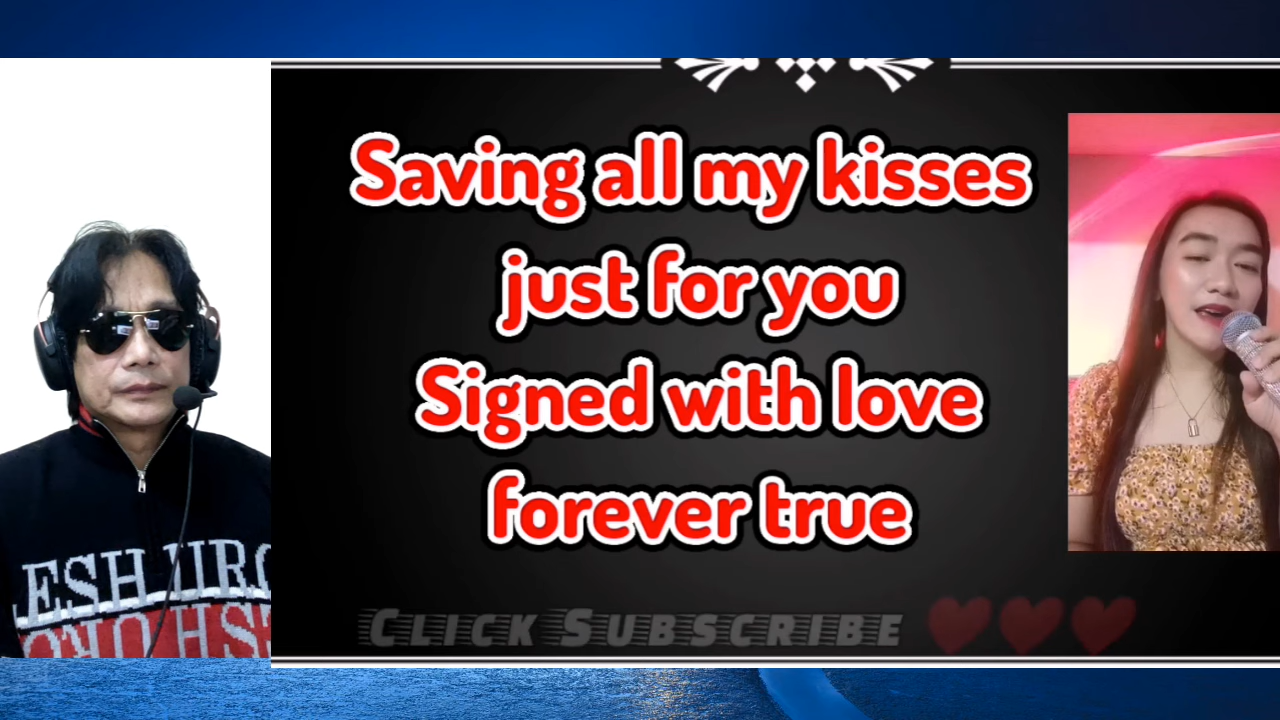 Saving all my kisses
just for you
Signed with love
forever true
CLICK SUBSCRIBE